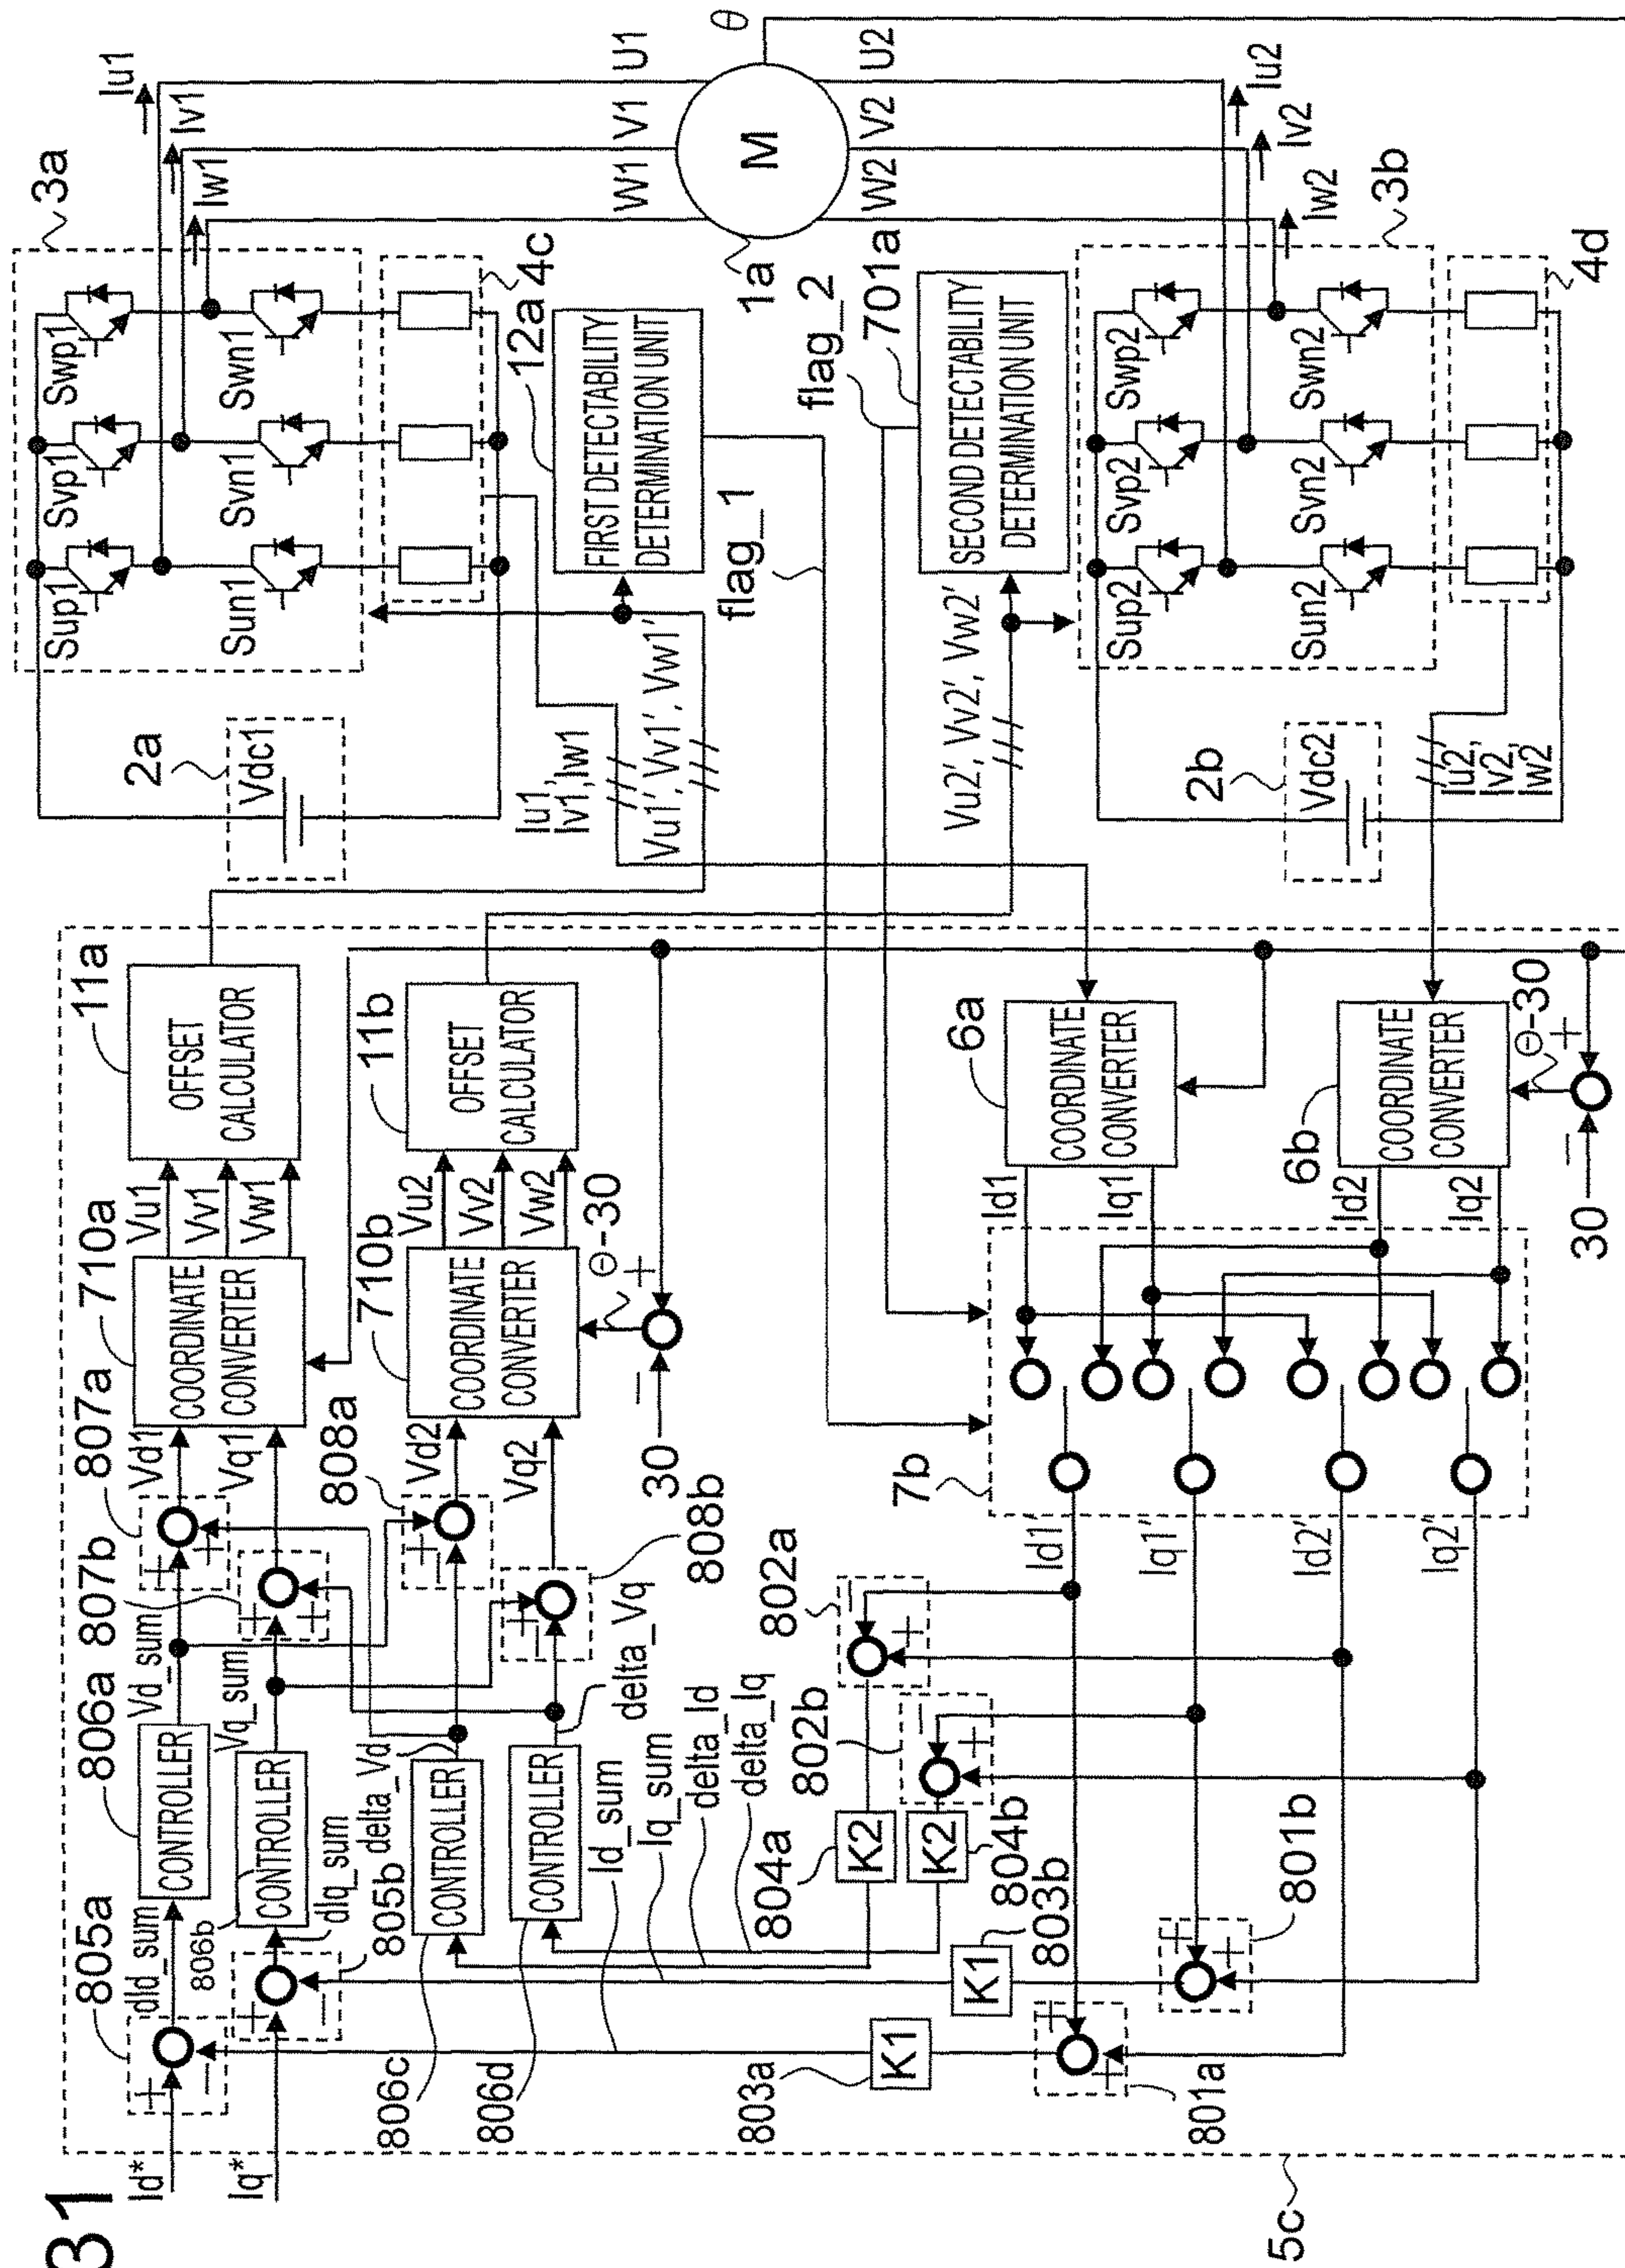 31
Id*
Iq*
805a
dId_sum
806b
dIq_sum
805b
CONTROLLER
806a
CONTROLLER
Vd_sum
Vq_sum
delta_Vd
CONTROLLER
806c
CONTROLLER
806d
delta_Vq
Id_sum
Iq_sum
delta_Id
delta_Iq
807b
807a
808a
808b
Vd1
Vq1
Vd2
Vq2
710a
COORDINATE
CONVERTER
710b
COORDINATE
CONVERTER
Vu1
Vv1
Vw1
Vu2
Vv2
Vw2
Θ-30
30
11a
OFFSET
CALCULATOR
11b
OFFSET
CALCULATOR
803a
K1
K1
803b
804a
K2
K2
804b
802a
802b
801a
801b
7b
Id1'
Iq1'
Id2'
Iq2'
Id1
Iq1
Id2
Iq2
6a
COORDINATE
CONVERTER
6b
COORDINATE
CONVERTER
Θ-30
30
5c
2a
Vdc1
Iu1,
Iv1,Iw1
Vu1', Vv1', Vw1'
flag_1
Vu2', Vv2', Vw2'
2b
Vdc2
Iu2,
Iv2,
Iw2
3a
Sup1
Svp1
Swp1
Sun1
Svn1
Swn1
4c
12a
FIRST DETECTABILITY
DETERMINATION UNIT
flag_2
701a
SECOND DETECTABILITY
DETERMINATION UNIT
Sup2
Svp2
Swp2
Sun2
Svn2
Swn2
3b
4d
Iu1
Iv1
Iw1
U1
V1
W1
M
1a
θ
U2
V2
W2
Iu2
Iv2
Iw2
+
−
+
−
+
+
+
+
+
−
+
−
−
+
−
+
−
+
+
+
+
+
−
+